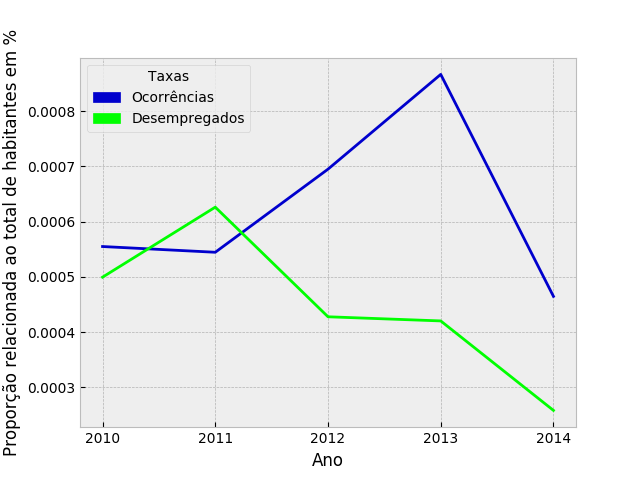 Proporção relacionada ao total de habitantes em %
Taxas
Ocorrências
Desempregados
0.0008
0.0007
0.0006
0.0005
0.0004
0.0003
2010 2011 2012 2013 2014
Ano